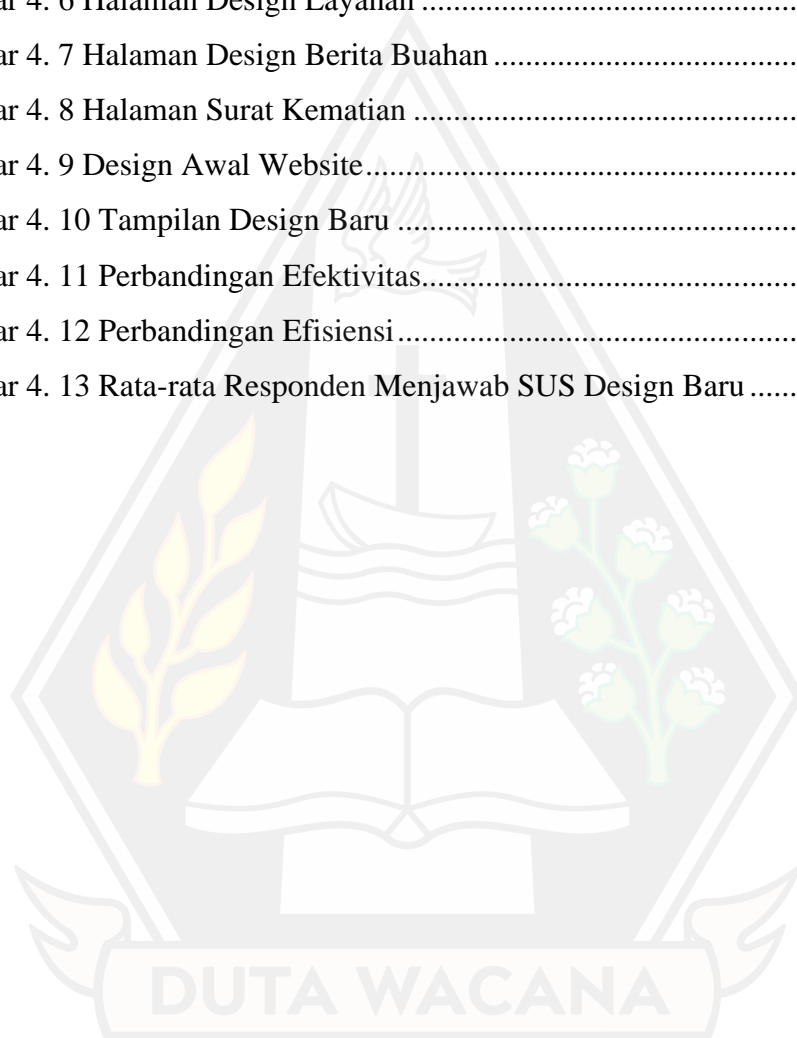 ar 4. 6 Halaman Design Layanan ....................................................
ar 4. 7 Halaman Design Berita Buahan ..........................................
ar 4. 8 Halaman Surat Kematian ....................................................
ar 4. 9 Design Awal Website...........................................................
ar 4. 10 Tampilan Design Baru ......................................................
ar 4. 11 Perbandingan Efektivitas...................................................
ar 4. 12 Perbandingan Efisiensi ......................................................
ar 4. 13 Rata-rata Responden Menjawab SUS Design Baru ......
DUTA WACANA